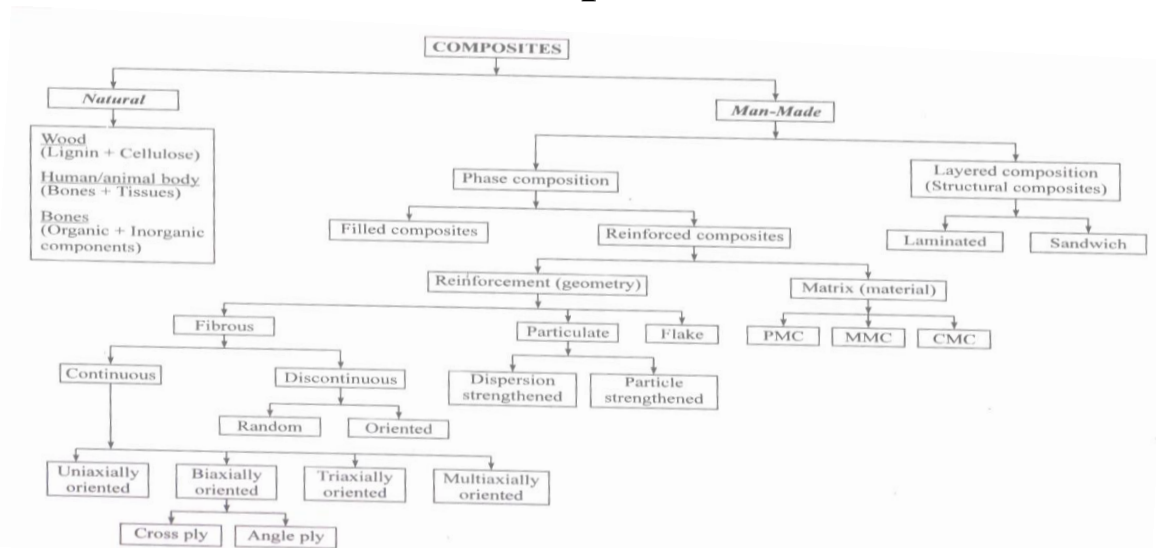 COMPOSITES
Natural
Man-Made
Wood
(Lignin + Cellulose)
Human/animal body
(Bones + Tissues)
Bones
(Organic + Inorganic
components)
Phase composition
Layered composition
(Structural composites)
Filled composites
Reinforced composites
Laminated
Sandwich
Reinforcement (geometry)
Matrix (material)
Fibrous
Particulate
Flake
PMC
MMC
CMC
Continuous
Discontinuous
Dispersion
strengthened
Particle
strengthened
Random
Oriented
Uniaxially
oriented
Biaxially
oriented
Triaxially
oriented
Multiaxially
oriented
Cross ply
Angle ply